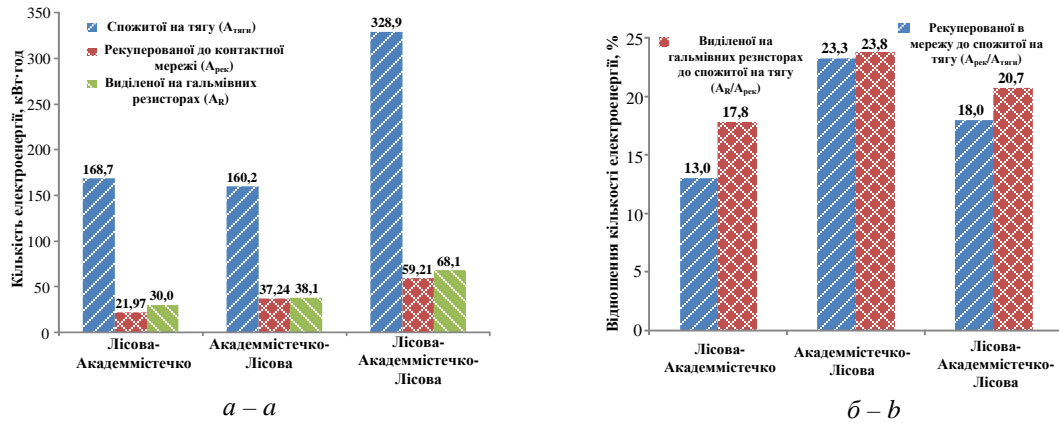 Кількість електроенергії, кВт·год
350
300
250
200
150
100
50
0
Спожитої на тягу (Aтяги)
Рекуперованої до контактної
мережі (Aрек)
Виділеної на гальмівних
резисторах (AR)
168,7
21,97
30,0
160,2
37,24
38,1
328,9
59,21
68,1
Лісова-
Академмістечко
Академмістечко-
Лісова
Лісова-
Академмістечко-
Лісова
а – a
Відношення кількості електроенергії, %
25
20
15
10
5
0
Виділеної на
гальмівних резисторах
до спожитої на тягу
(AR/Aрек)
Рекуперованої в
мережу до спожитої на
тягу (Aрек/Aтяги)
13,0
17,8
23,3
23,8
18,0
20,7
Лісова-
Академмістечко
Академмістечко-
Лісова
Лісова-
Академмістечко-
Лісова
б – b